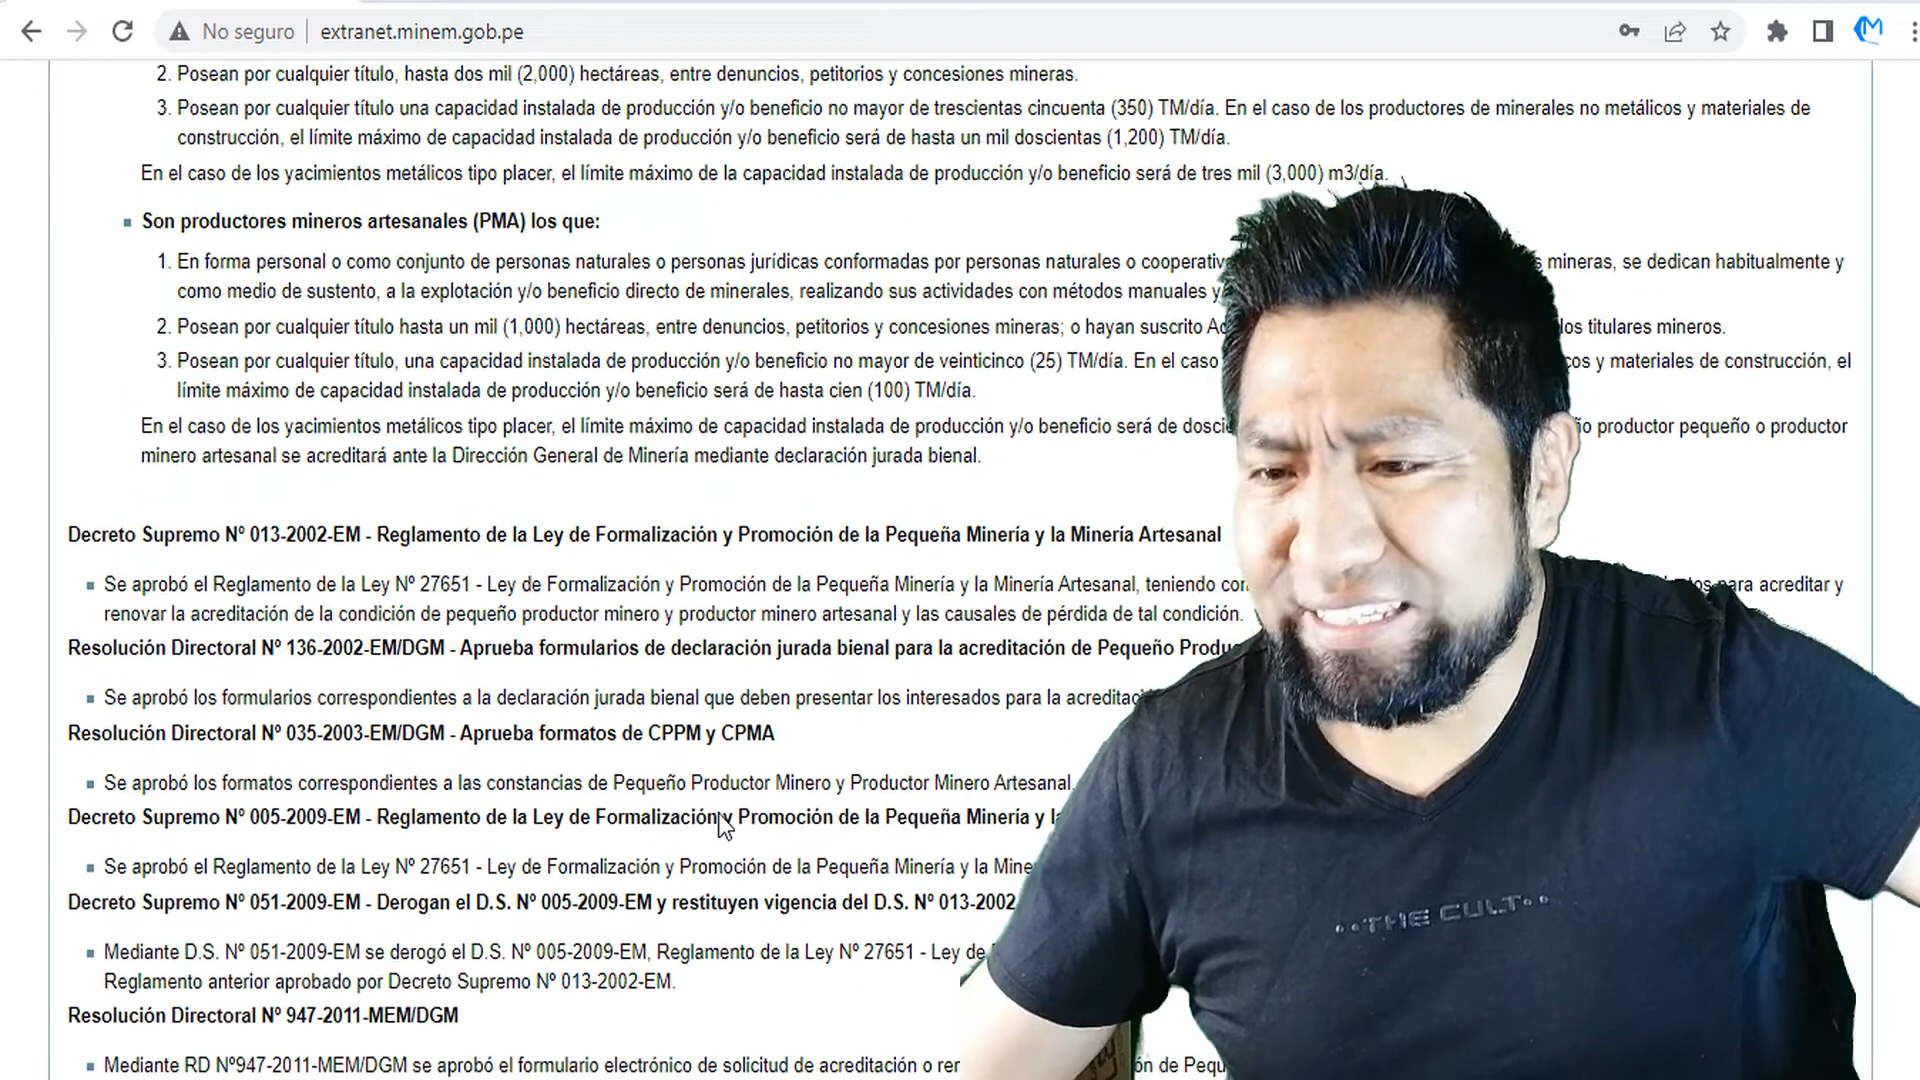 No seguro
extranet.minem.gob.pe
2. Posean por cualquier título, hasta dos mil (2,000) hectáreas, entre denuncios, petitorios y concesiones mineras.
3. Posean por cualquier título una capacidad instalada de producción y/o beneficio no mayor de trescientas cincuenta (350) TM/día. En el caso de los productores de minerales no metálicos y materiales de
construcción, el límite máximo de capacidad instalada de producción y/o beneficio será de hasta un mil doscientas (1,200) TM/día.
En el caso de los yacimientos metálicos tipo placer, el límite máximo de la capacidad instalada de producción y/o beneficio será de tres mil (3,000) m3/día.
Son productores mineros artesanales (PMA) los que:
1. En forma personal o como conjunto de personas naturales o personas jurídicas conformadas por personas naturales o mineras, se dedican habitualmente y
como medio de sustento, a la explotación y/o beneficio directo de minerales, realizando sus actividades con métodos manuales
2. Posean por cualquier título hasta un mil (1,000) hectáreas, entre denuncios, petitorios y concesiones mineras; o hayan suscrito los titulares mineros.
3. Posean por cualquier título, una capacidad instalada de producción y/o beneficio no mayor de veinticinco (25) TM/día. En el caso y materiales de construcción, el
límite máximo de capacidad instalada de producción y/o beneficio será de hasta cien (100) TM/día.
En el caso de los yacimientos metálicos tipo placer, el límite máximo de capacidad instalada de producción y/o beneficio será de productor pequeño o productor
minero artesanal se acreditará ante la Dirección General de Minería mediante declaración jurada bienal.
Decreto Supremo Nº 013-2002-EM - Reglamento de la Ley de Formalización y Promoción de la Pequeña Minería y la Minería Artesanal
Se aprobó el Reglamento de la Ley Nº 27651 - Ley de Formalización y Promoción de la Pequeña Minería y la Minería Artesanal, teniendo para acreditar y
renovar la acreditación de la condición de pequeño productor minero y productor minero artesanal y las causales de pérdida de tal condición.
Resolución Directoral Nº 136-2002-EM/DGM - Aprueba formularios de declaración jurada bienal para la acreditación de Pequeño
Se aprobó los formularios correspondientes a la declaración jurada bienal que deben presentar los interesados para la
Resolución Directoral Nº 035-2003-EM/DGM - Aprueba formatos de CPPM y CPMA
Se aprobó los formatos correspondientes a las constancias de Pequeño Productor Minero y Productor Minero Artesanal.
Decreto Supremo Nº 005-2009-EM - Reglamento de la Ley de Formalización y Promoción de la Pequeña Minería y
Se aprobó el Reglamento de la Ley Nº 27651 - Ley de Formalización y Promoción de la Pequeña Minería y la
Decreto Supremo Nº 051-2009-EM - Derogan el D.S. Nº 005-2009-EM y restituyen vigencia del D.S. Nº 013-2002
Mediante D.S. Nº 051-2009-EM se derogó el D.S. Nº 005-2009-EM, Reglamento de la Ley Nº 27651 - Ley de
Reglamento anterior aprobado por Decreto Supremo Nº 013-2002-EM.
Resolución Directoral Nº 947-2011-MEM/DGM
Mediante RD Nº947-2011-MEM/DGM se aprobó el formulario electrónico de solicitud de acreditación o de
THE CULT